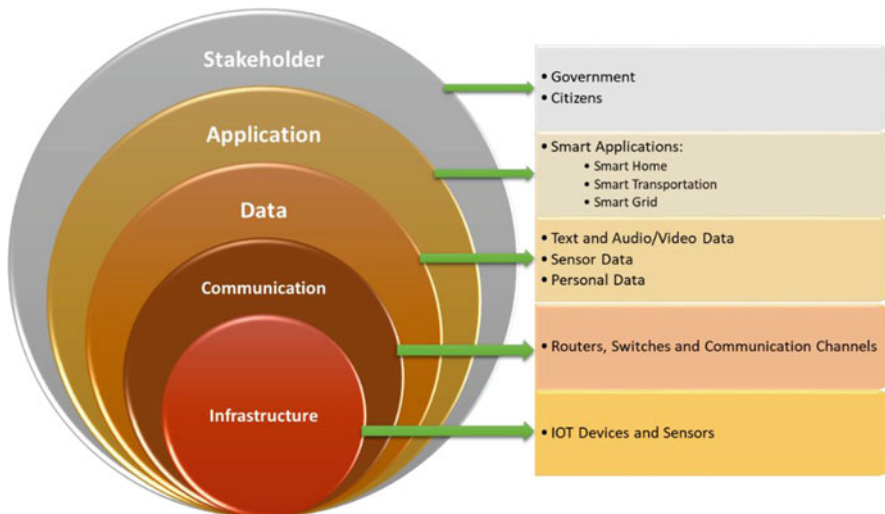 Stakeholder
• Government
• Citizens
Application
• Smart Applications:
• Smart Home
• Smart Transportation
• Smart Grid
Data
• Text and Audio/Video Data
• Sensor Data
• Personal Data
Communication
• Routers, Switches and Communication Channels
Infrastructure
• IOT Devices and Sensors